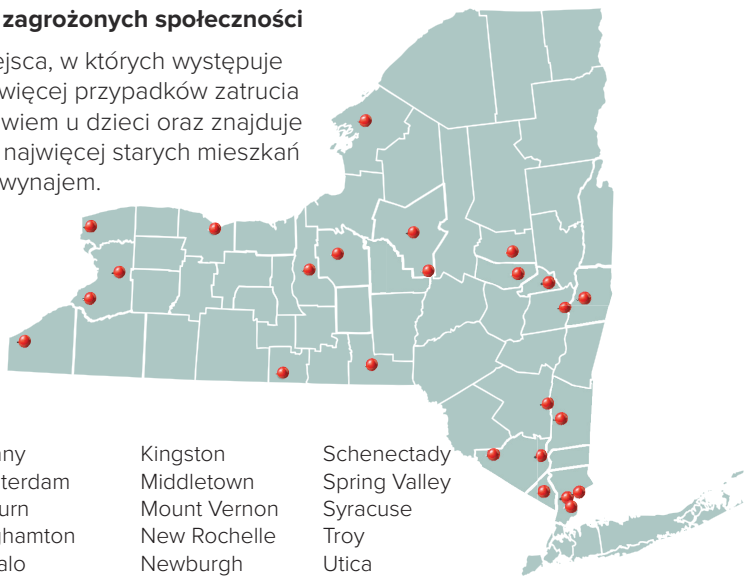 zagrożonych społeczności
ejsca, w których występuje
więcej przypadków zatrucia
wiem u dzieci oraz znajduje
najwięcej starych mieszkań
wynajem.
Kingston
Middletown
Mount Vernon
New Rochelle
Newburgh
Schenectady
Spring Valley
Syracuse
Troy
Utica